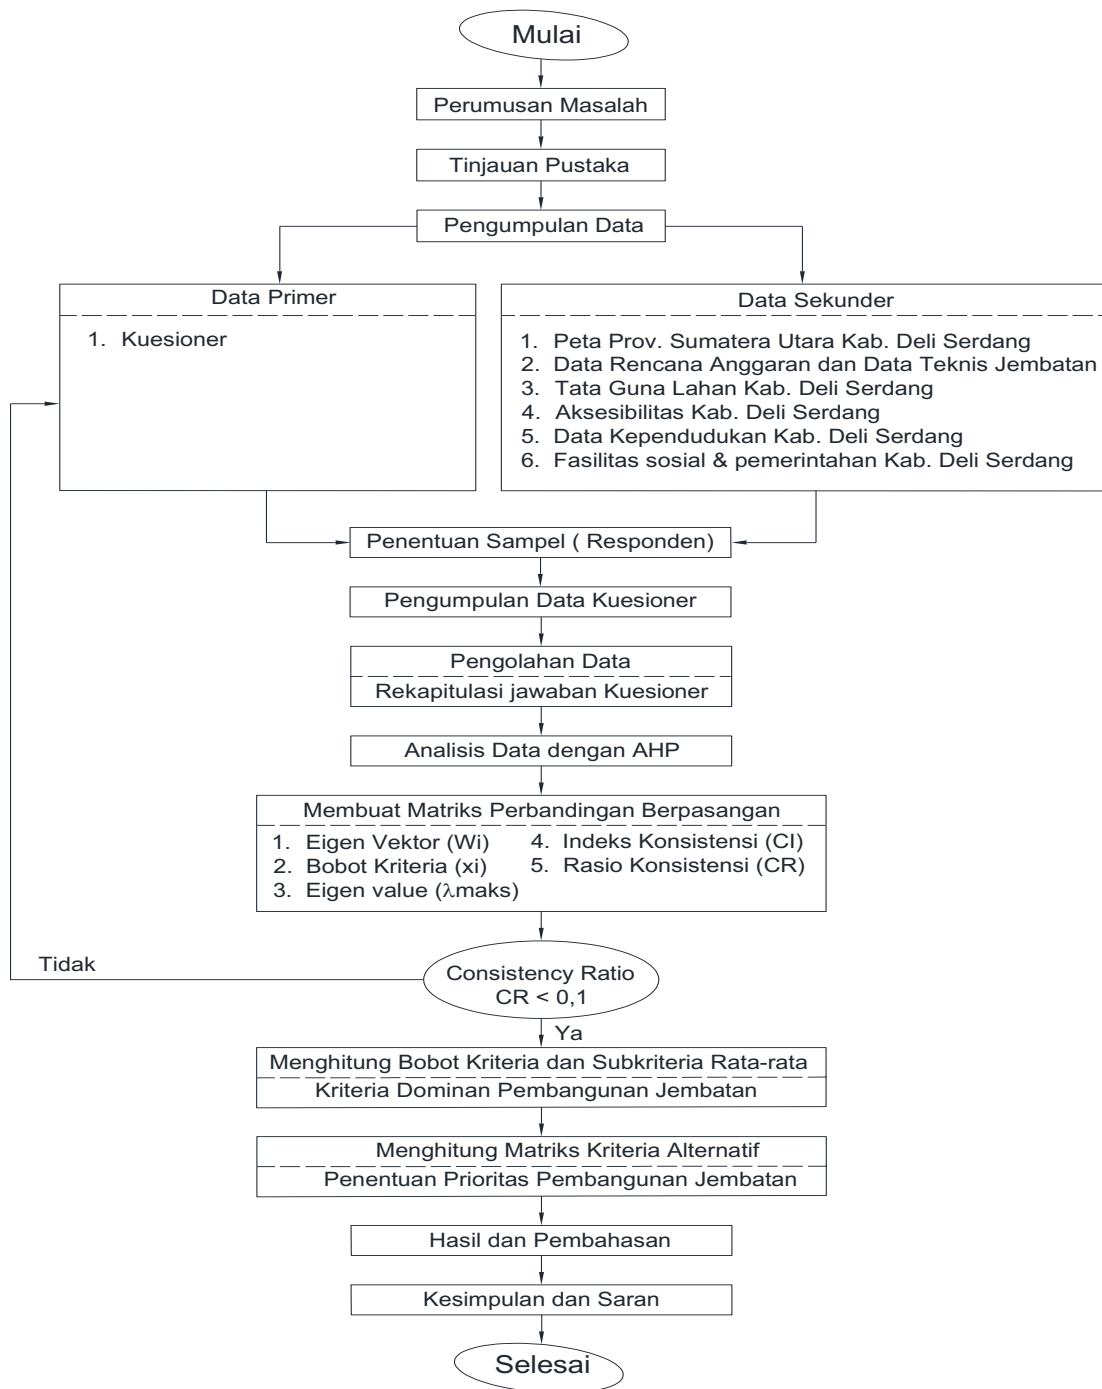 Mulai
Perumusan Masalah
Tinjauan Pustaka
Pengumpulan Data
Data Primer
1. Kuesioner
Data Sekunder
1. Peta Prov. Sumatera Utara Kab. Deli Serdang
2. Data Rencana Anggaran dan Data Teknis Jembatan
3. Tata Guna Lahan Kab. Deli Serdang
4. Aksesibilitas Kab. Deli Serdang
5. Data Kependudukan Kab. Deli Serdang
6. Fasilitas sosial & pemerintahan Kab. Deli Serdang
Penentuan Sampel ( Responden)
Pengumpulan Data Kuesioner
Pengolahan Data
Rekapitulasi jawaban Kuesioner
Analisis Data dengan AHP
Membuat Matriks Perbandingan Berpasangan
1. Eigen Vektor (Wi)
2. Bobot Kriteria (xi)
3. Eigen value (λmaks)
4. Indeks Konsistensi (CI)
5. Rasio Konsistensi (CR)
Tidak
Consistency Ratio
CR < 0,1
Ya
Menghitung Bobot Kriteria dan Subkriteria Rata-rata
Kriteria Dominan Pembangunan Jembatan
Menghitung Matriks Kriteria Alternatif
Penentuan Prioritas Pembangunan Jembatan
Hasil dan Pembahasan
Kesimpulan dan Saran
Selesai